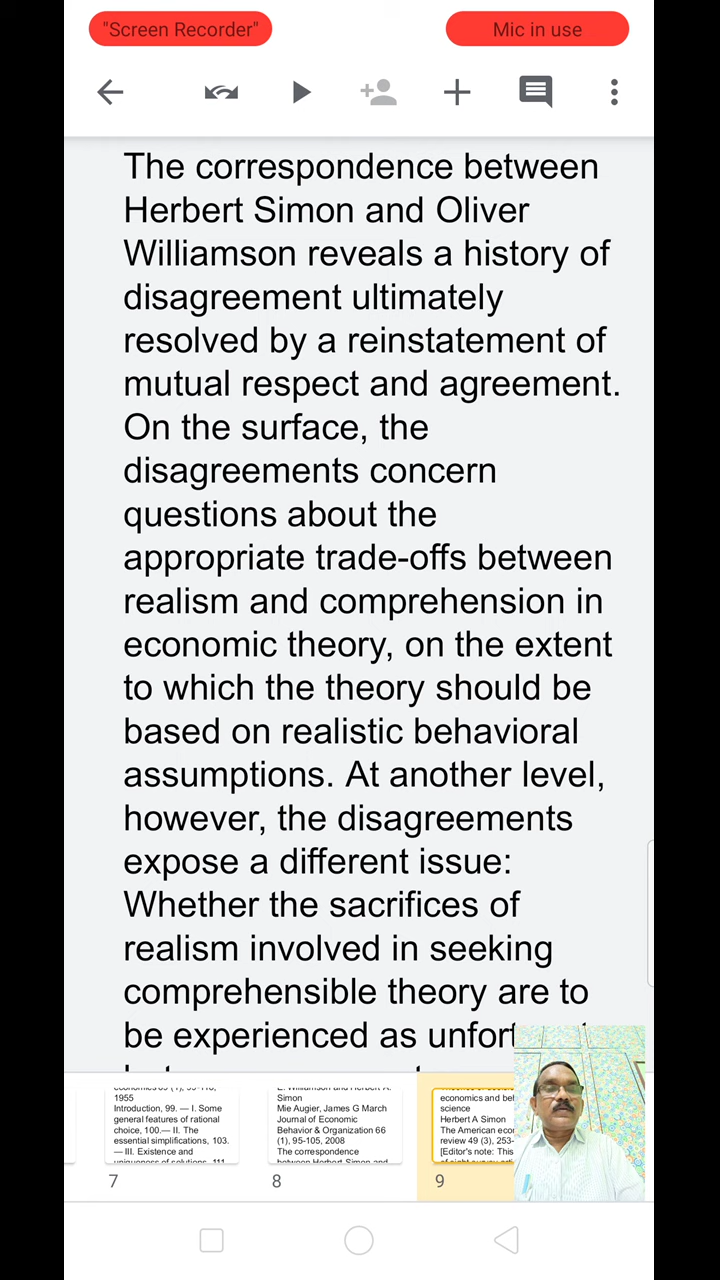 "Screen Recorder"
Mic in use
The correspondence between
Herbert Simon and Oliver
Williamson reveals a history of
disagreement ultimately
resolved by a reinstatement of
mutual respect and agreement.
On the surface, the
disagreements concern
questions about the
appropriate trade-offs between
realism and comprehension in
economic theory, on the extent
to which the theory should be
based on realistic behavioral
assumptions. At another level,
however, the disagreements
expose a different issue:
Whether the sacrifices of
realism involved in seeking
comprehensible theory are to
be experienced as
1955
Introduction, 99. — I. Some
general features of rational
choice, 100.— II. The
essential simplifications, 103.
— III. Existence and
7
Simon
Mie Augier, James G March
Journal of Economic
Behavior & Organization 66
(1), 95-105, 2008
The correspondence
between Herbert Simon and
8
economics and
science
Herbert A Simon
The American
review 49 (3), 253-
[Editor's note: This
9